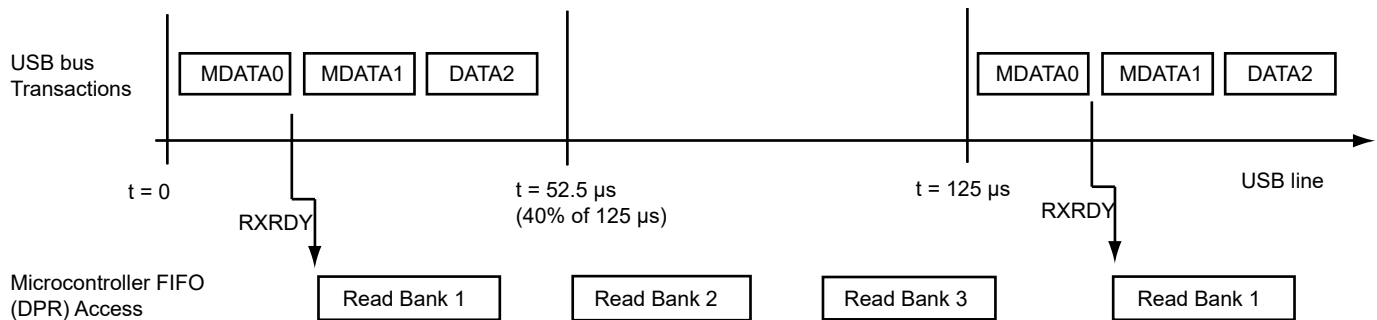 USB bus
Transactions
MDATA0 MDATA1 DATA2 MDATA0 MDATA1 DATA2
t = 0
t = 52.5 µs
(40% of 125 µs)
t = 125 µs
USB line
RXRDY RXRDY
Microcontroller FIFO
(DPR) Access
Read Bank 1 Read Bank 2 Read Bank 3 Read Bank 1